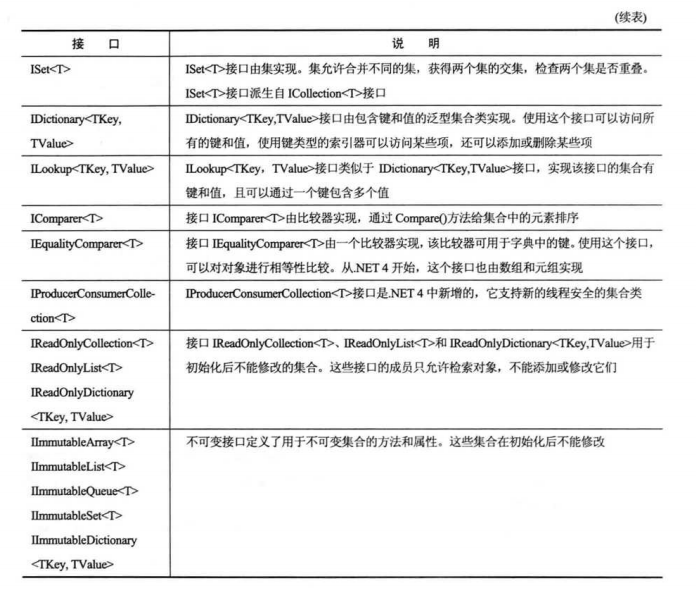 (续表)
接 口 说 明
ISet<T> ISet<T>接口由集实现。集允许合并不同的集，获得两个集的交集，检查两个集是否重叠。
ISet<T>接口派生自 ICollection<T>接口
IDictionary<TKey, IDictionary<TKey,TValue>接口由包含键和值的泛型集合类实现。使用这个接口可以访问所
TValue> 有的键和值，使用键类型的索引器可以访问某些项，还可以添加或删除某些项
ILookup<TKey, TValue> ILookup<TKey，TValue>接口类似于 IDictionary<TKey,TValue>接口，实现该接口的集合有
键和值，且可以通过一个键包含多个值
IComparer<T> 接口 IComparer<T>由比较器实现，通过 Compare()方法给集合中的元素排序
IEqualityComparer<T> 接口 IEqualityComparer<T>由一个比较器实现，该比较器可用于字典中的键。使用这个接口，
可以对对象进行相等性比较。从.NET 4 开始，这个接口也由数组和元组实现
IProducerConsumerColle- IProducerConsumerCollection<T>接口是.NET 4 中新增的，它支持新的线程安全的集合类
ction<T>
IReadOnlyCollection<T> 接口 IReadOnlyCollection<T>、IReadOnlyList<T>和 IReadOnlyDictionary<TKey,TValue>用于
IReadOnlyList<T> 初始化后不能修改的集合。这些接口的成员只允许检索对象，不能添加或修改它们
IReadOnlyDictionary
<TKey, TValue>
IImmutableArray<T> 不可变接口定义了用于不可变集合的方法和属性。这些集合在初始化后不能修改
IImmutableList<T>
IImmutableQueue<T>
IImmutableSet<T>
IImmutableDictionary
<TKey, TValue>